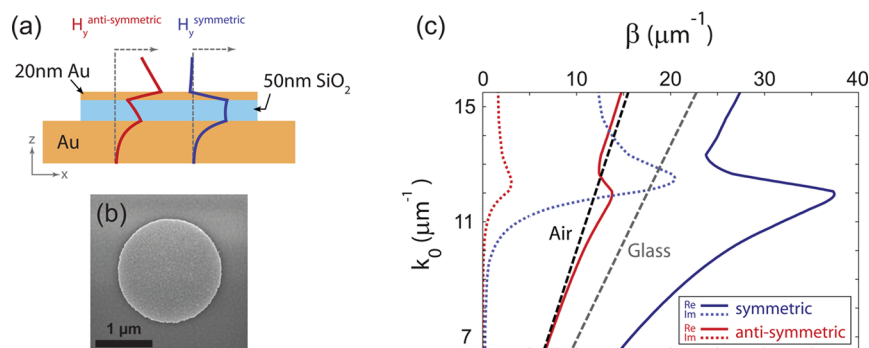 (a)
H_y^anti-symmetric
H_y^symmetric
20nm Au
50nm SiO₂
Au
z
x
(b)
1 μm
(c)
β (μm⁻¹)
0 10 20 30 40
15
11
7
k₀ (μm⁻¹)
Air
Glass
Re
Im
symmetric
Re
Im
anti-symmetric